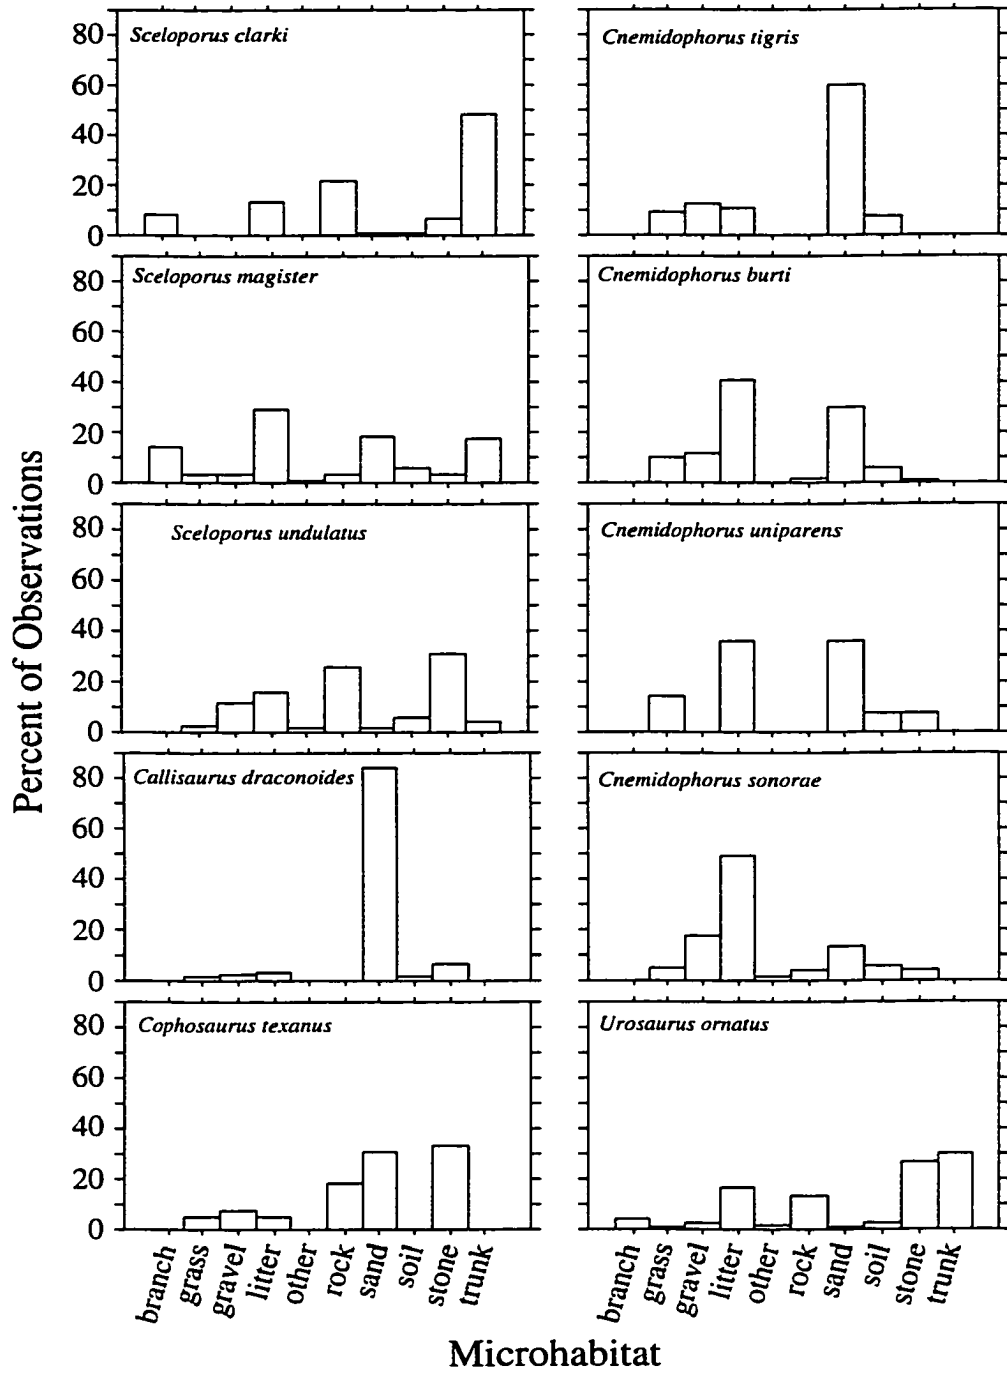 Percent of Observations
Sceloporus clarki
80
60
40
20
0
Cnemidophorus tigris
Sceloporus magister
80
60
40
20
0
Cnemidophorus burti
Sceloporus undulatus
80
60
40
20
0
Cnemidophorus uniparens
Callisaurus draconoides
80
60
40
20
0
Cnemidophorus sonorae
Cophosaurus texanus
80
60
40
20
0
Urosaurus ornatus
branch
grass
gravel
litter
other
rock
sand
soil
stone
trunk
branch
grass
gravel
litter
other
rock
sand
soil
stone
trunk
Microhabitat